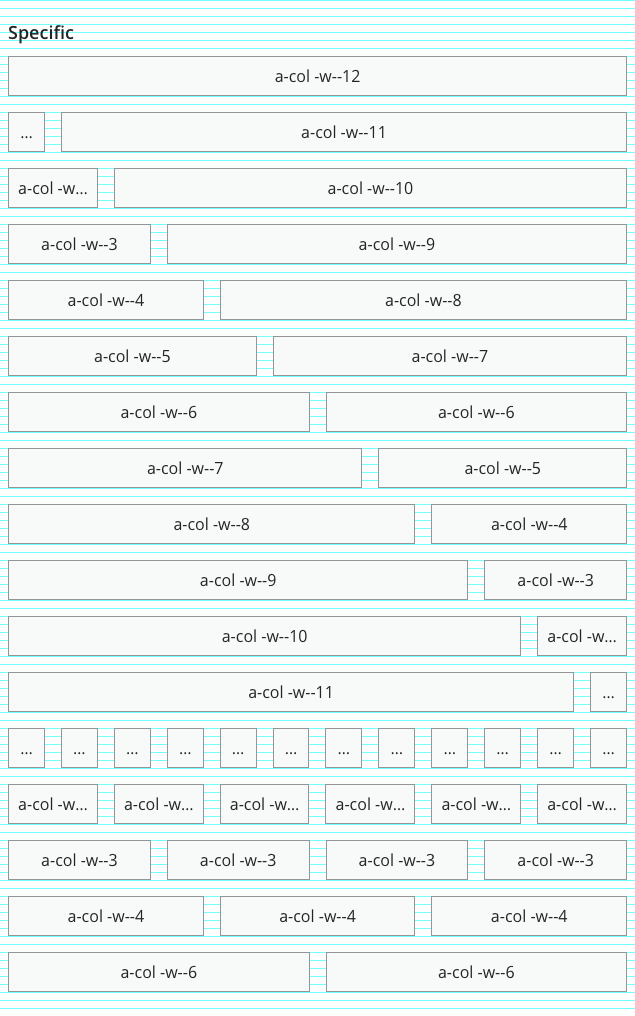 Specific
a-col -w--12
... a-col -w--11
a-col -w... a-col -w--10
a-col -w--3 a-col -w--9
a-col -w--4 a-col -w--8
a-col -w--5 a-col -w--7
a-col -w--6 a-col -w--6
a-col -w--7 a-col -w--5
a-col -w--8 a-col -w--4
a-col -w--9 a-col -w--3
a-col -w--10 a-col -w...
a-col -w--11 ...
... ... ... ... ... ... ... ... ... ... ... ...
a-col -w... a-col -w... a-col -w... a-col -w... a-col -w... a-col -w...
a-col -w--3 a-col -w--3 a-col -w--3 a-col -w--3
a-col -w--4 a-col -w--4 a-col -w--4
a-col -w--6 a-col -w--6